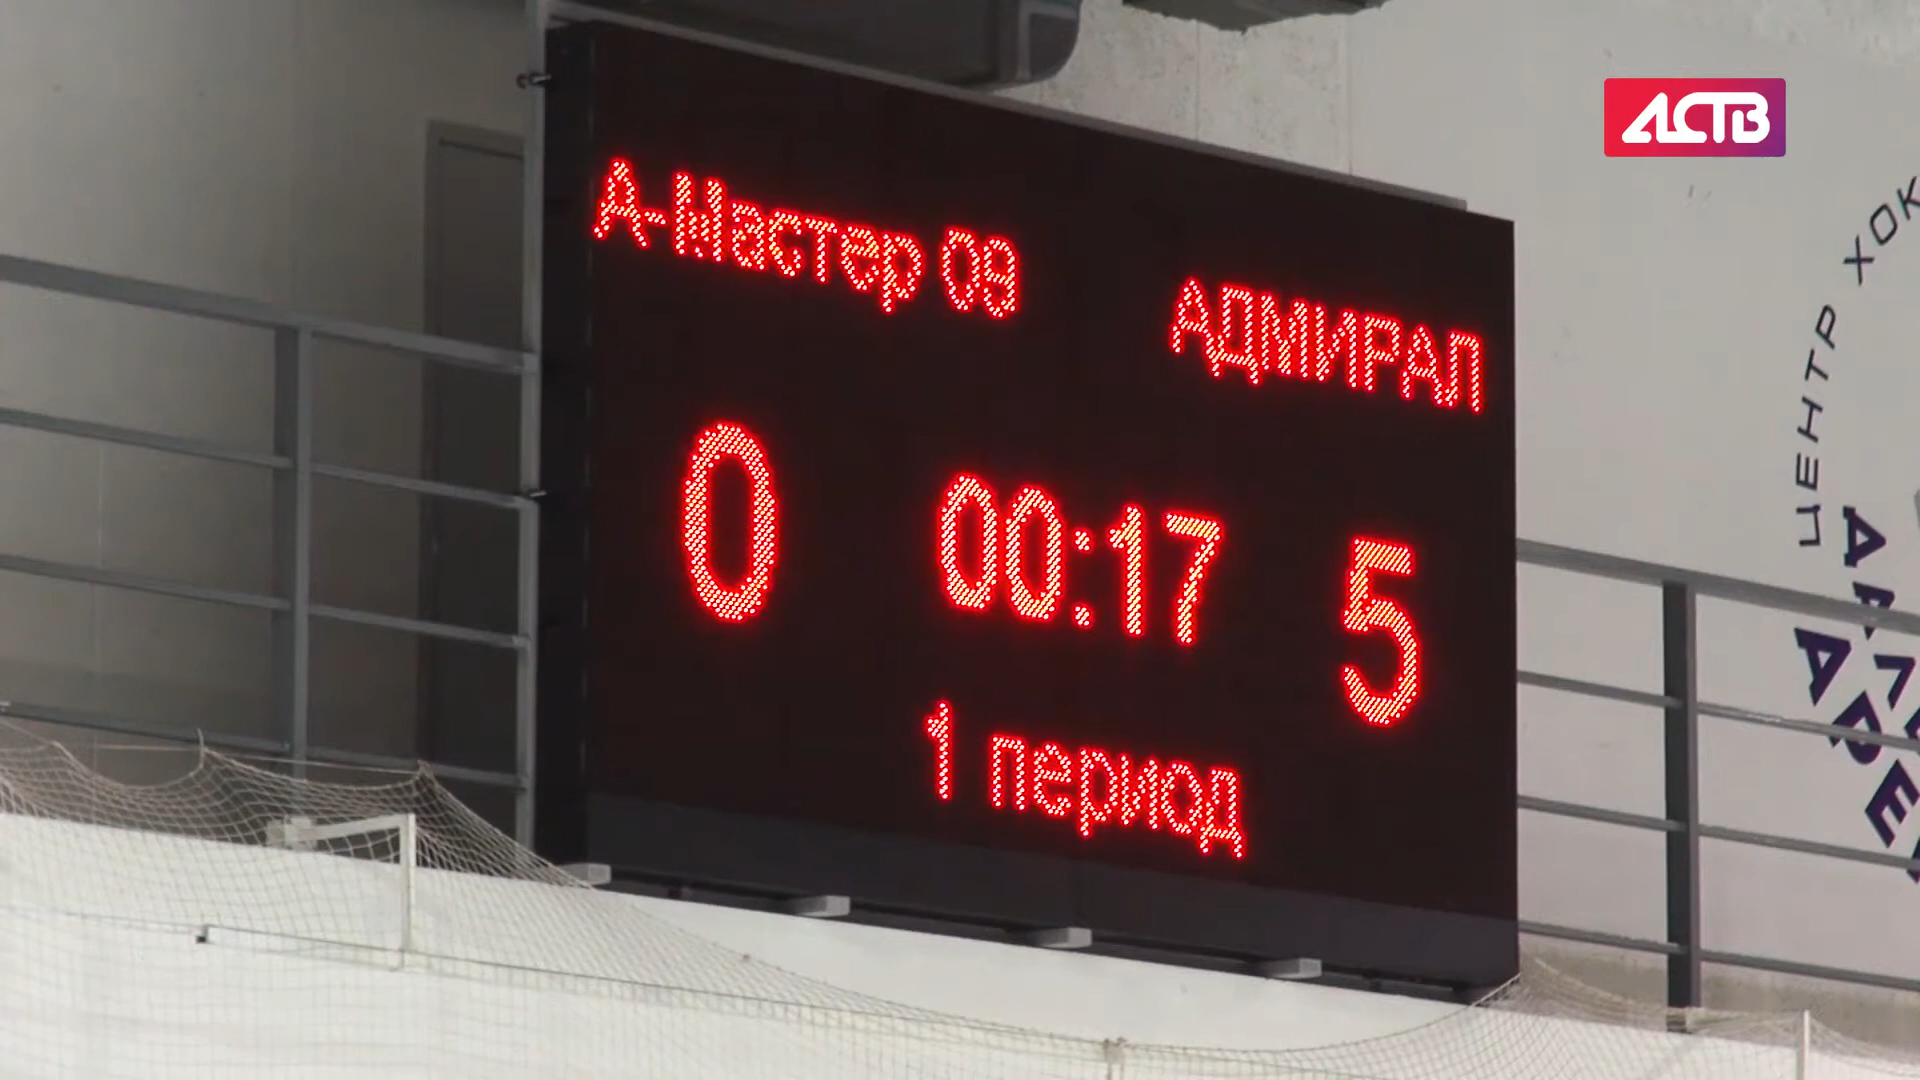 АСТВ
А-Мастер 09
АДМИРАЛ
0
00:17
5
1 период
ЦЕНТР ХОК